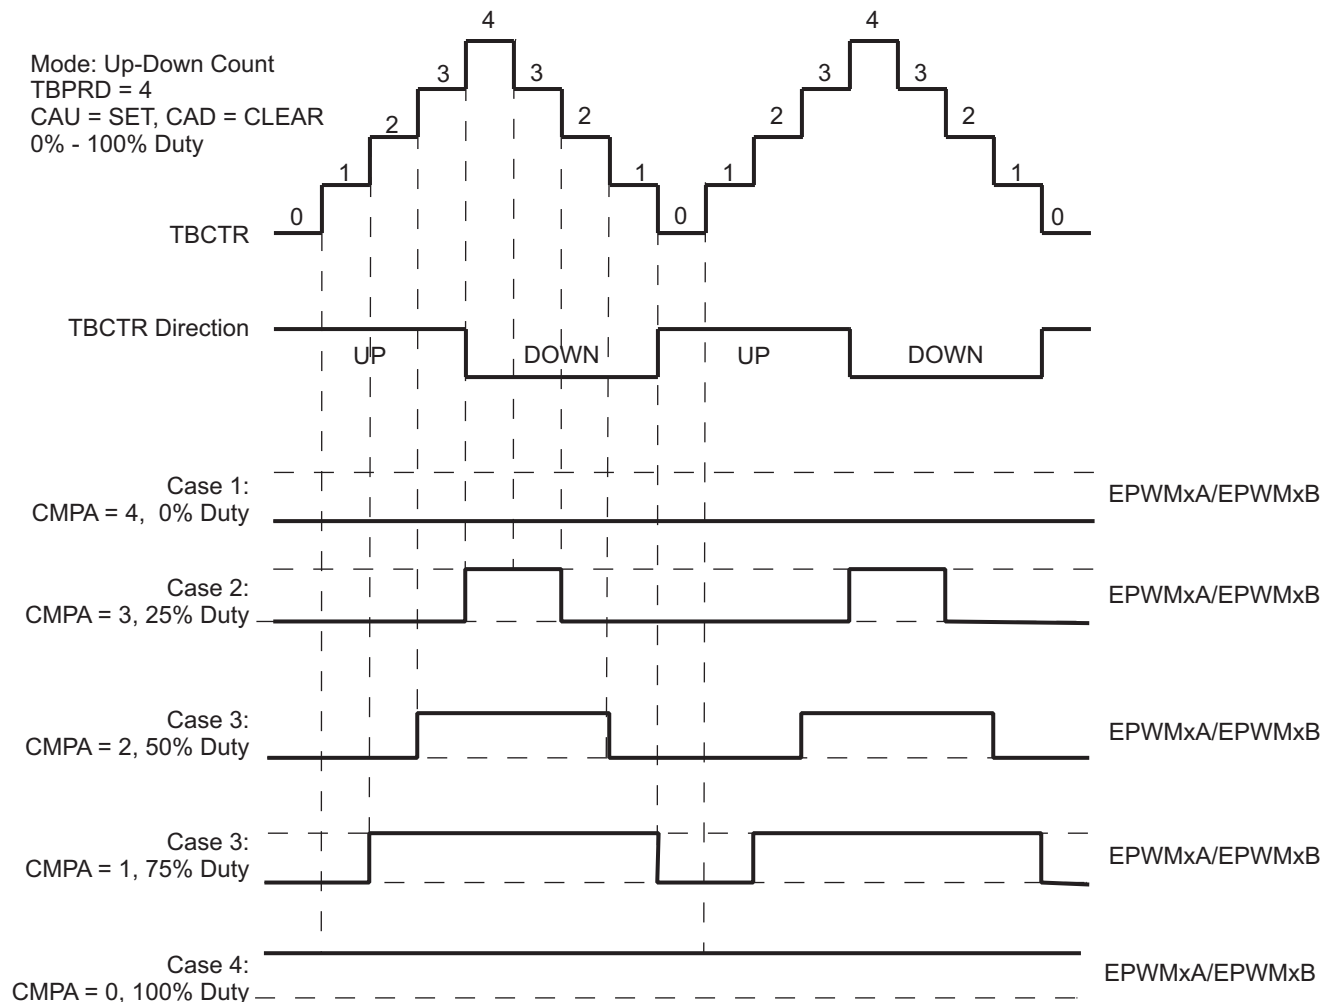 4
4
Mode: Up-Down Count
TBPRD = 4
CAU = SET, CAD = CLEAR
0% - 100% Duty
3
3
3
3
2
2
2
2
1
1
1
1
0
0
0
TBCTR
TBCTR Direction
UP
DOWN
UP
DOWN
Case 1:
CMPA = 4, 0% Duty
EPWMxA/EPWMxB
Case 2:
CMPA = 3, 25% Duty
EPWMxA/EPWMxB
Case 3:
CMPA = 2, 50% Duty
EPWMxA/EPWMxB
Case 3:
CMPA = 1, 75% Duty
EPWMxA/EPWMxB
Case 4:
CMPA = 0, 100% Duty
EPWMxA/EPWMxB